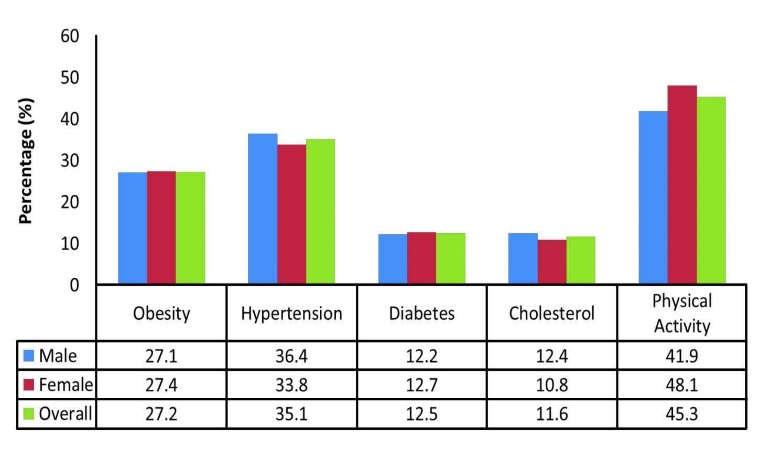 60
50
40
30
20
10
0
Percentage (%)
Obesity Hypertension Diabetes Cholesterol Physical
Activity
Male 27.1 36.4 12.2 12.4 41.9
Female 27.4 33.8 12.7 10.8 48.1
Overall 27.2 35.1 12.5 11.6 45.3